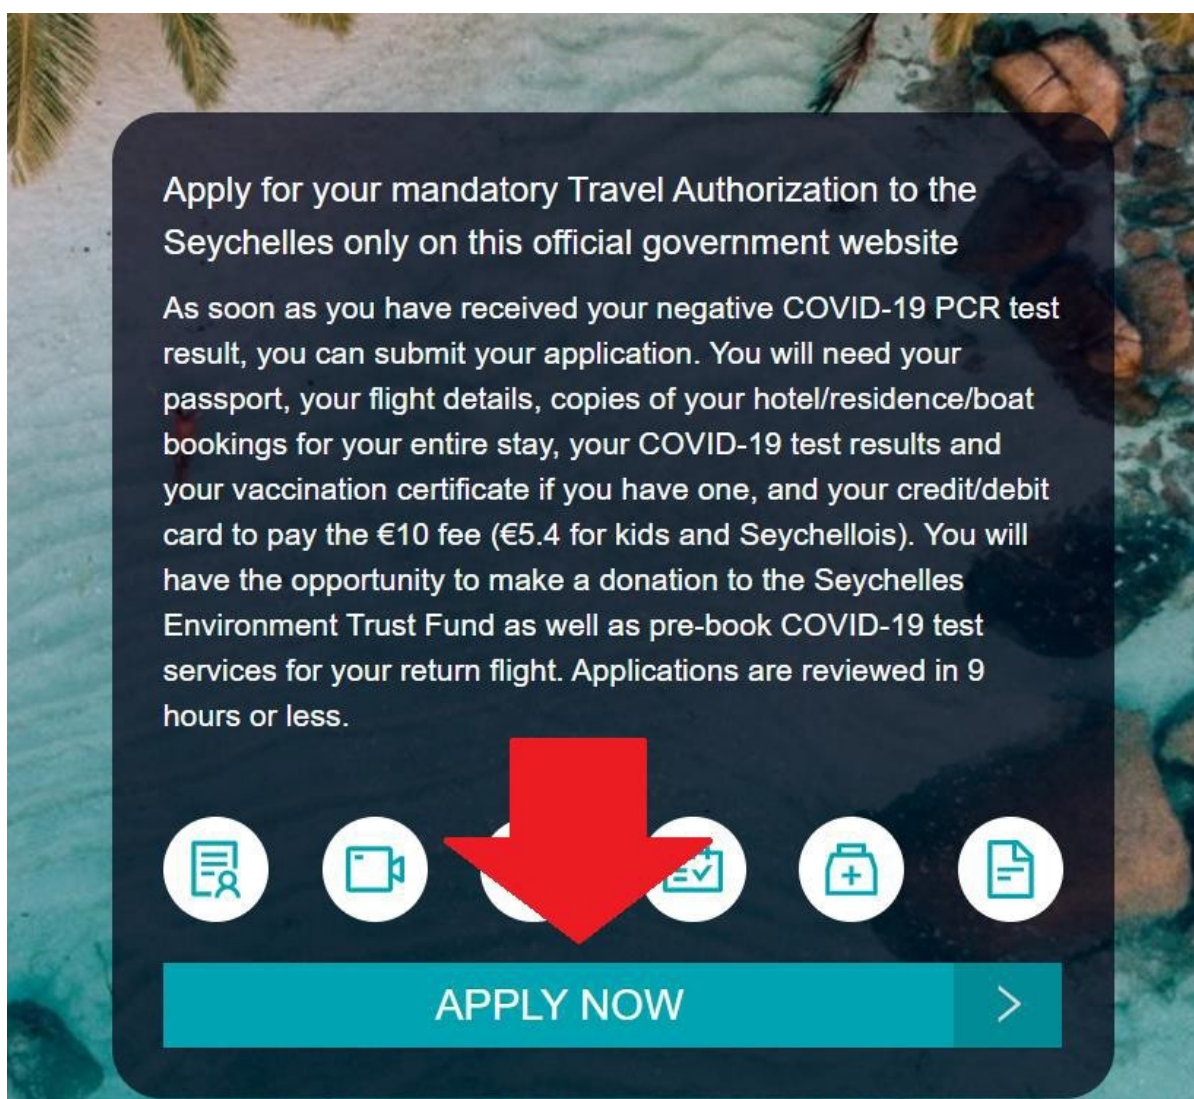 Apply for your mandatory Travel Authorization to the
Seychelles only on this official government website
As soon as you have received your negative COVID-19 PCR test
result, you can submit your application. You will need your
passport, your flight details, copies of your hotel/residence/boat
bookings for your entire stay, your COVID-19 test results and
your vaccination certificate if you have one, and your credit/debit
card to pay the €10 fee (€5.4 for kids and Seychellois). You will
have the opportunity to make a donation to the Seychelles
Environment Trust Fund as well as pre-book COVID-19 test
services for your return flight. Applications are reviewed in 9
hours or less.
APPLY NOW